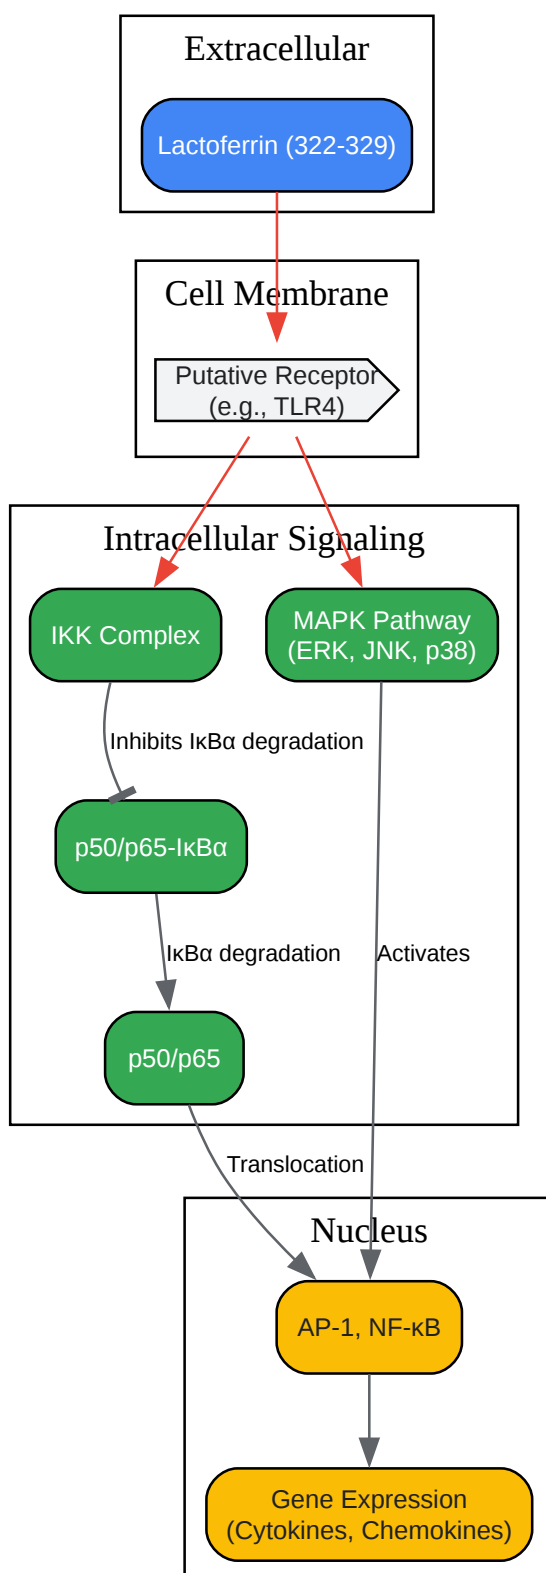 Extracellular
Lactoferrin (322-329)
Cell Membrane
Putative Receptor
(e.g., TLR4)
Intracellular Signaling
IKK Complex
MAPK Pathway
(ERK, JNK, p38)
Inhibits IκBα degradation
p50/p65-IκBα
IκBα degradation
Activates
p50/p65
Translocation
Nucleus
AP-1, NF-κB
Gene Expression
(Cytokines, Chemokines)